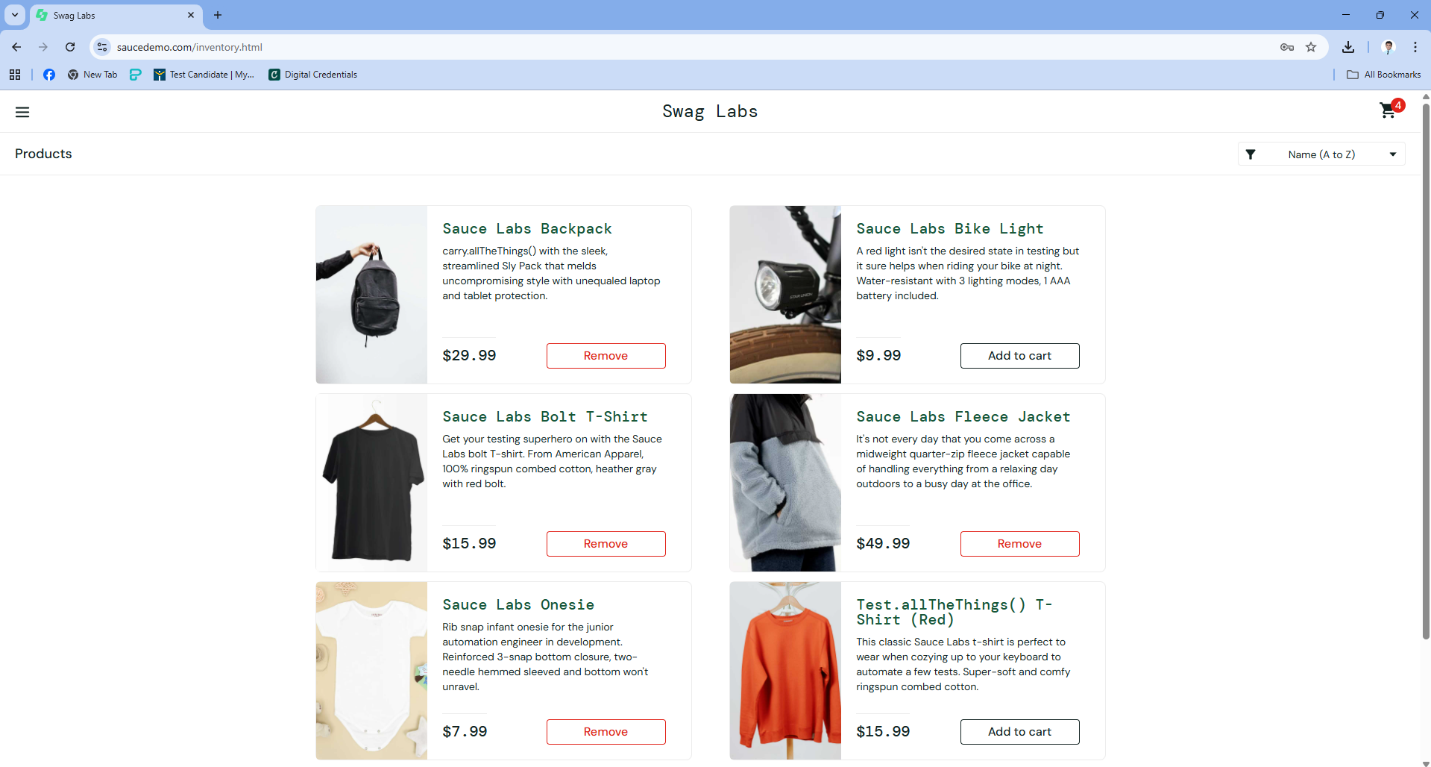 Swag Labs
saucedemo.com/inventory.html
New Tab
Test Candidate | My...
Digital Credentials
All Bookmarks
Swag Labs
4
Products
Name (A to Z)
Sauce Labs Backpack
carry.allTheThings() with the sleek,
streamlined Sly Pack that melds
uncompromising style with unequaled laptop
and tablet protection.
$29.99
Remove
Sauce Labs Bike Light
A red light isn't the desired state in testing but
it sure helps when riding your bike at night.
Water-resistant with 3 lighting modes, 1 AAA
battery included.
$9.99
Add to cart
Sauce Labs Bolt T-Shirt
Get your testing superhero on with the Sauce
Labs bolt T-shirt. From American Apparel,
100% ringspun combed cotton, heather gray
with red bolt.
$15.99
Remove
Sauce Labs Fleece Jacket
It's not every day that you come across a
midweight quarter-zip fleece jacket capable
of handling everything from a relaxing day
outdoors to a busy day at the office.
$49.99
Remove
Sauce Labs Onesie
Rib snap infant onesie for the junior
automation engineer in development.
Reinforced 3-snap bottom closure, two-
needle hemmed sleeved and bottom won't
unravel.
$7.99
Remove
Test.allTheThings() T-
Shirt (Red)
This classic Sauce Labs t-shirt is perfect to
wear when cozying up to your keyboard to
automate a few tests. Super-soft and comfy
ringspun combed cotton.
$15.99
Add to cart